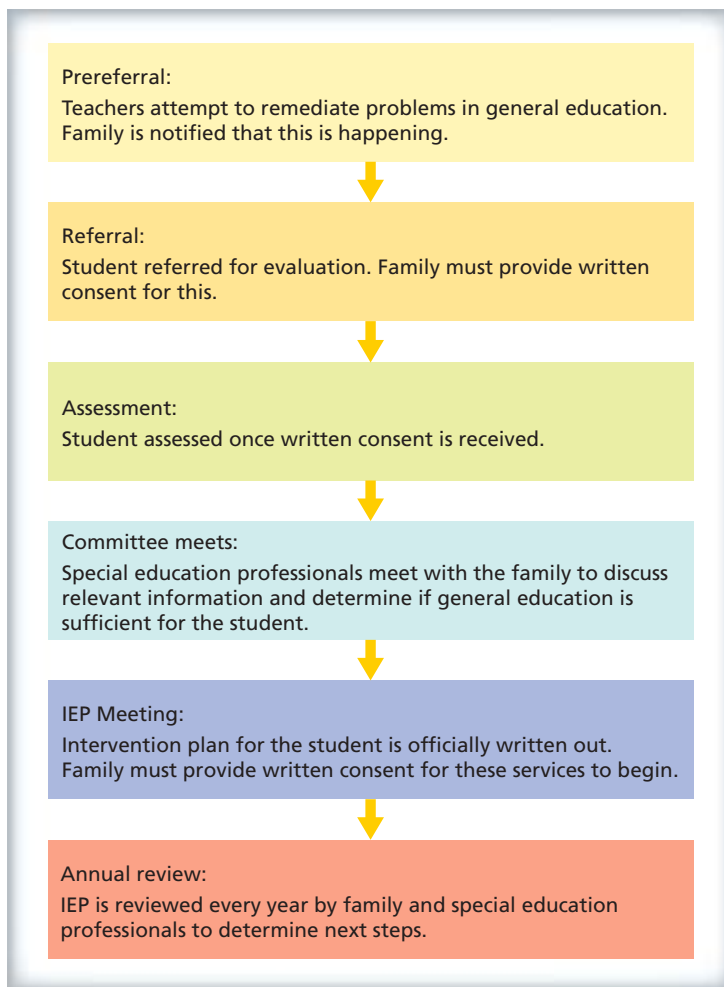 Prereferral:
Teachers attempt to remediate problems in general education.
Family is notified that this is happening.
Referral:
Student referred for evaluation. Family must provide written
consent for this.
Assessment:
Student assessed once written consent is received.
Committee meets:
Special education professionals meet with the family to discuss
relevant information and determine if general education is
sufficient for the student.
IEP Meeting:
Intervention plan for the student is officially written out.
Family must provide written consent for these services to begin.
Annual review:
IEP is reviewed every year by family and special education
professionals to determine next steps.